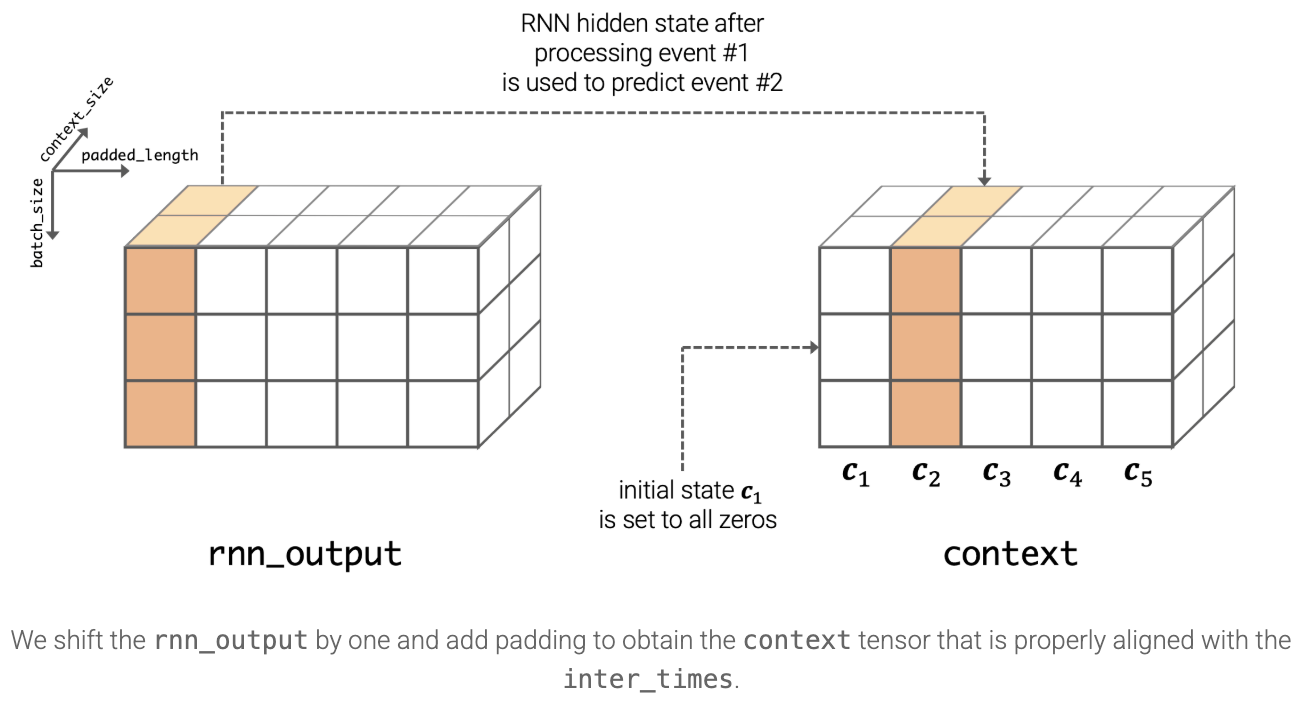 RNN hidden state after
processing event #1
is used to predict event #2
context_size
padded_length
batch_size
c1 c2 c3 c4 c5
initial state c1
is set to all zeros
rnn_output
context
We shift the rnn_output by one and add padding to obtain the context tensor that is properly aligned with the
inter_times.